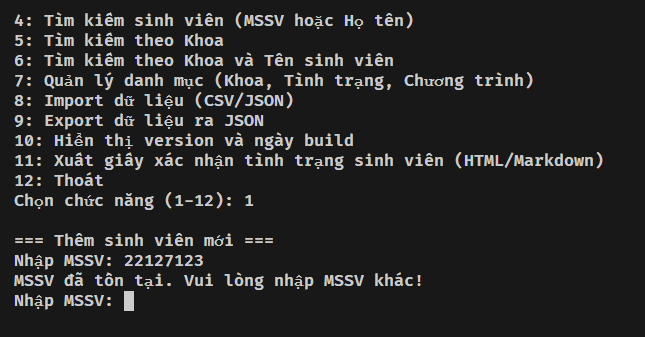 4: Tìm kiếm sinh viên (MSSV hoặc Họ tên)
5: Tìm kiếm theo Khoa
6: Tìm kiếm theo Khoa và Tên sinh viên
7: Quản lý danh mục (Khoa, Tình trạng, Chương trình)
8: Import dữ liệu (CSV/JSON)
9: Export dữ liệu ra JSON
10: Hiển thị version và ngày build
11: Xuất giấy xác nhận tình trạng sinh viên (HTML/Markdown)
12: Thoát
Chọn chức năng (1-12): 1
=== Thêm sinh viên mới ===
Nhập MSSV: 22127123
MSSV đã tồn tại. Vui lòng nhập MSSV khác!
Nhập MSSV: